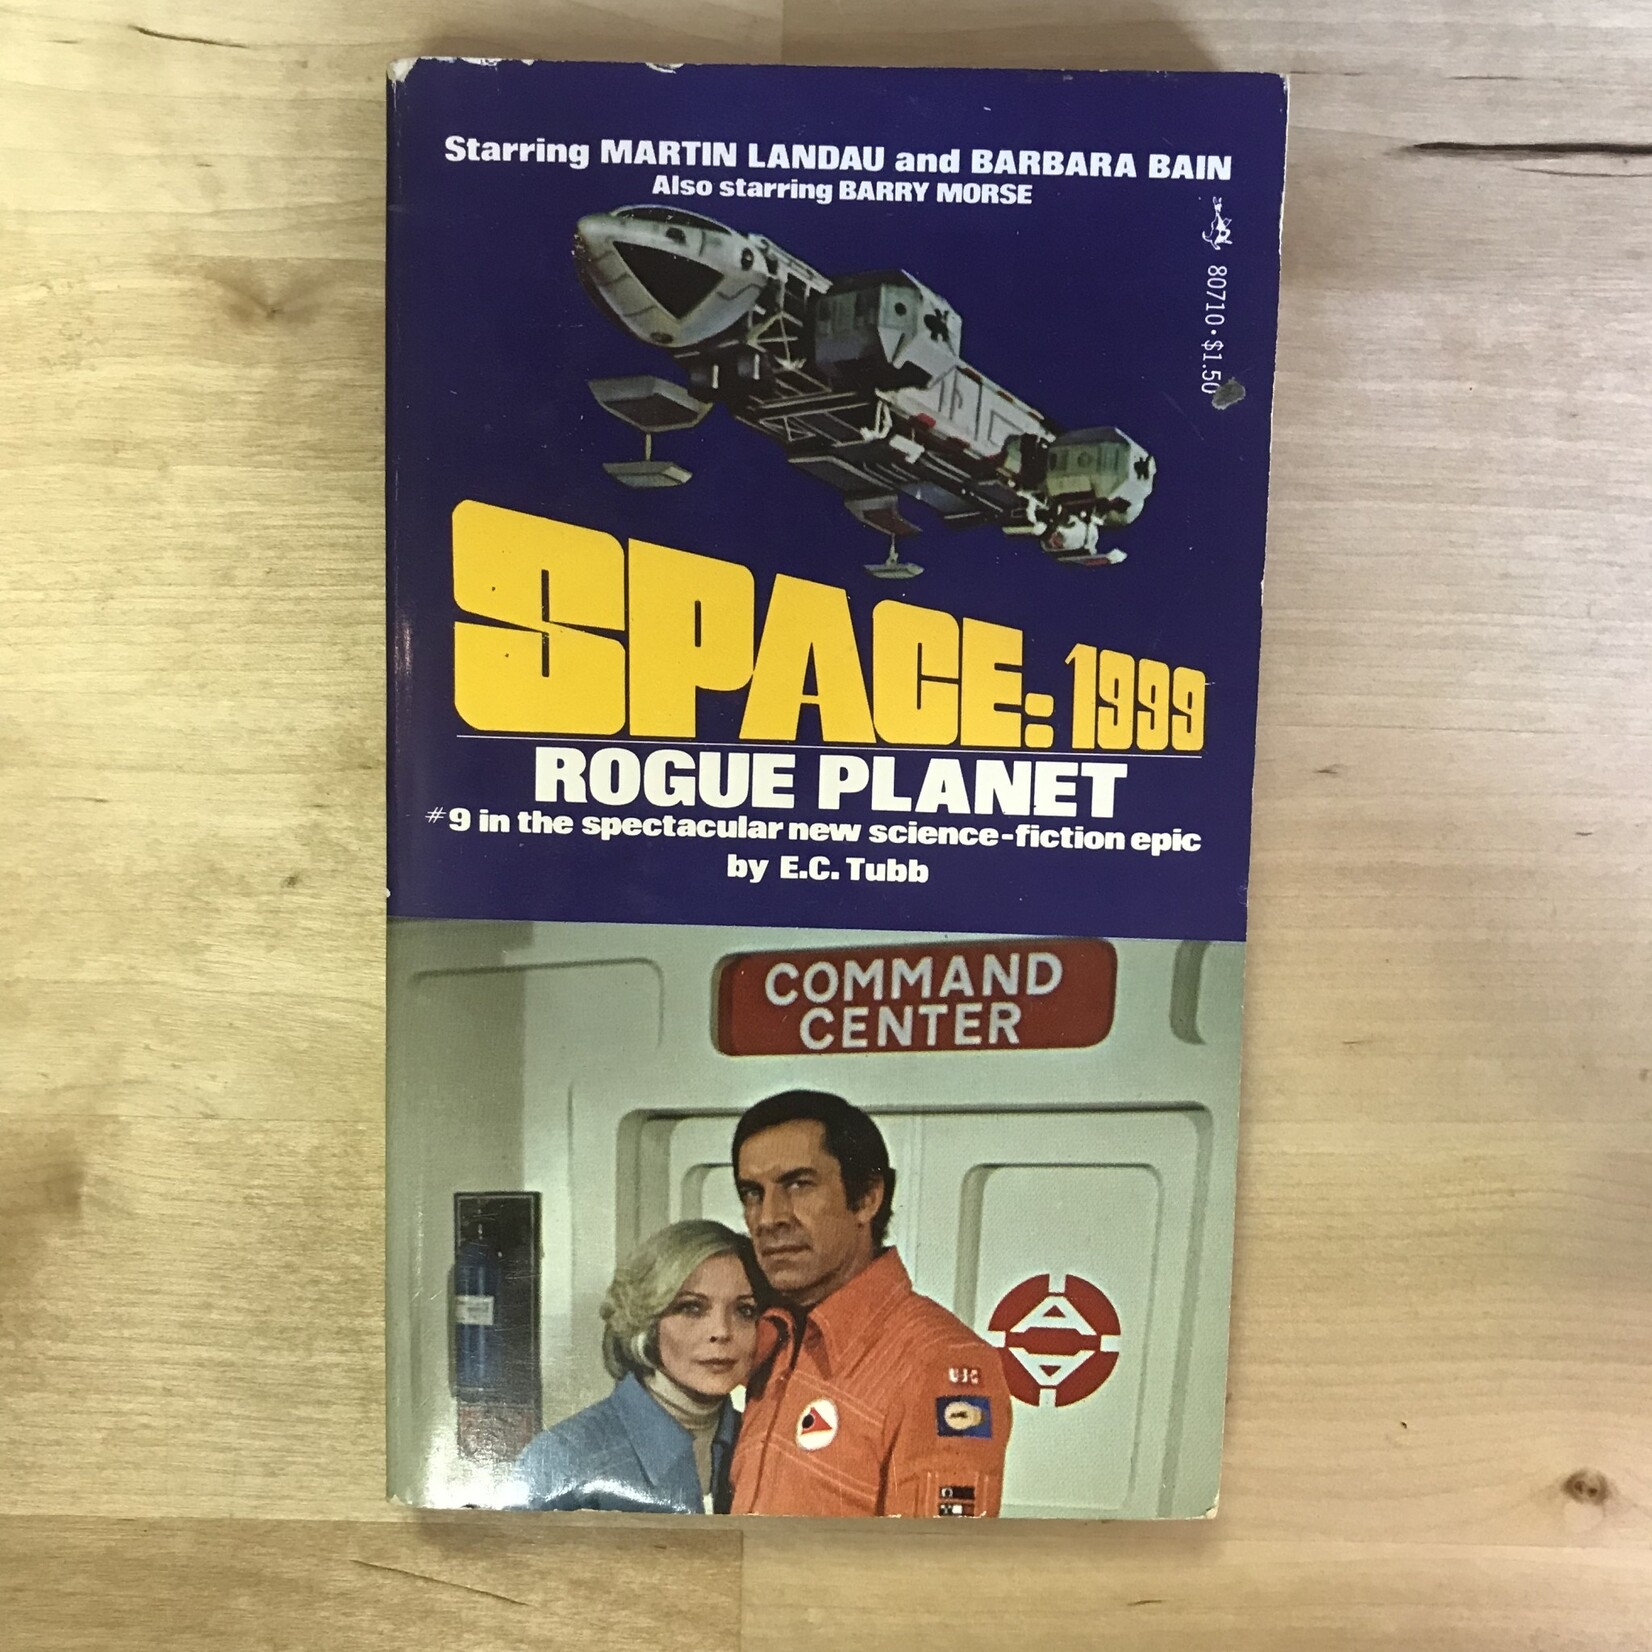 Starring MARTIN LANDAU and BARBARA BAIN
Also starring BARRY MORSE
80710·$1.50
SPACE: 1999
ROGUE PLANET
#9 in the spectacular new science-fiction epic
by E.C. Tubb
COMMAND
CENTER